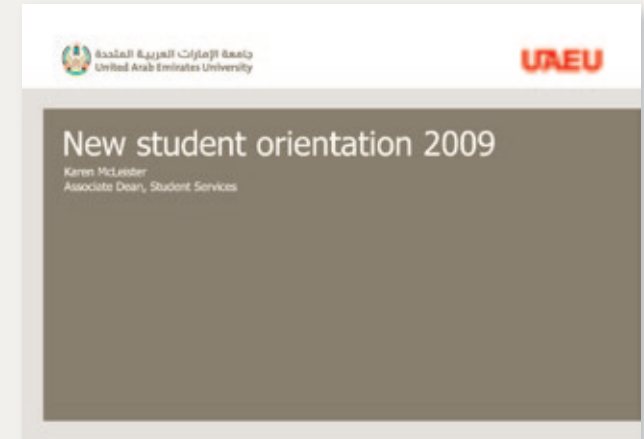 جامعة الإمارات العربية المتحدة
United Arab Emirates University
UAEU
New student orientation 2009
Karen McLeister
Associate Dean, Student Services